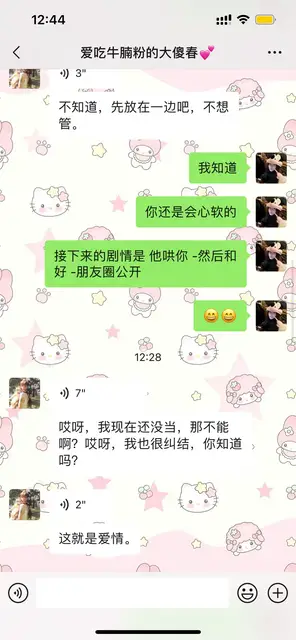 12:44
爱吃牛腩粉的大傻春💕
3"
不知道，先放在一边吧，不想
管。
我知道
你还是会心软的
接下来的剧情是 他哄你 -然后和
好 -朋友圈公开
😄😄
12:28
7"
哎呀，我现在还没当，那不能
啊？哎呀，我也很纠结，你知道
吗？
2"
这就是爱情。